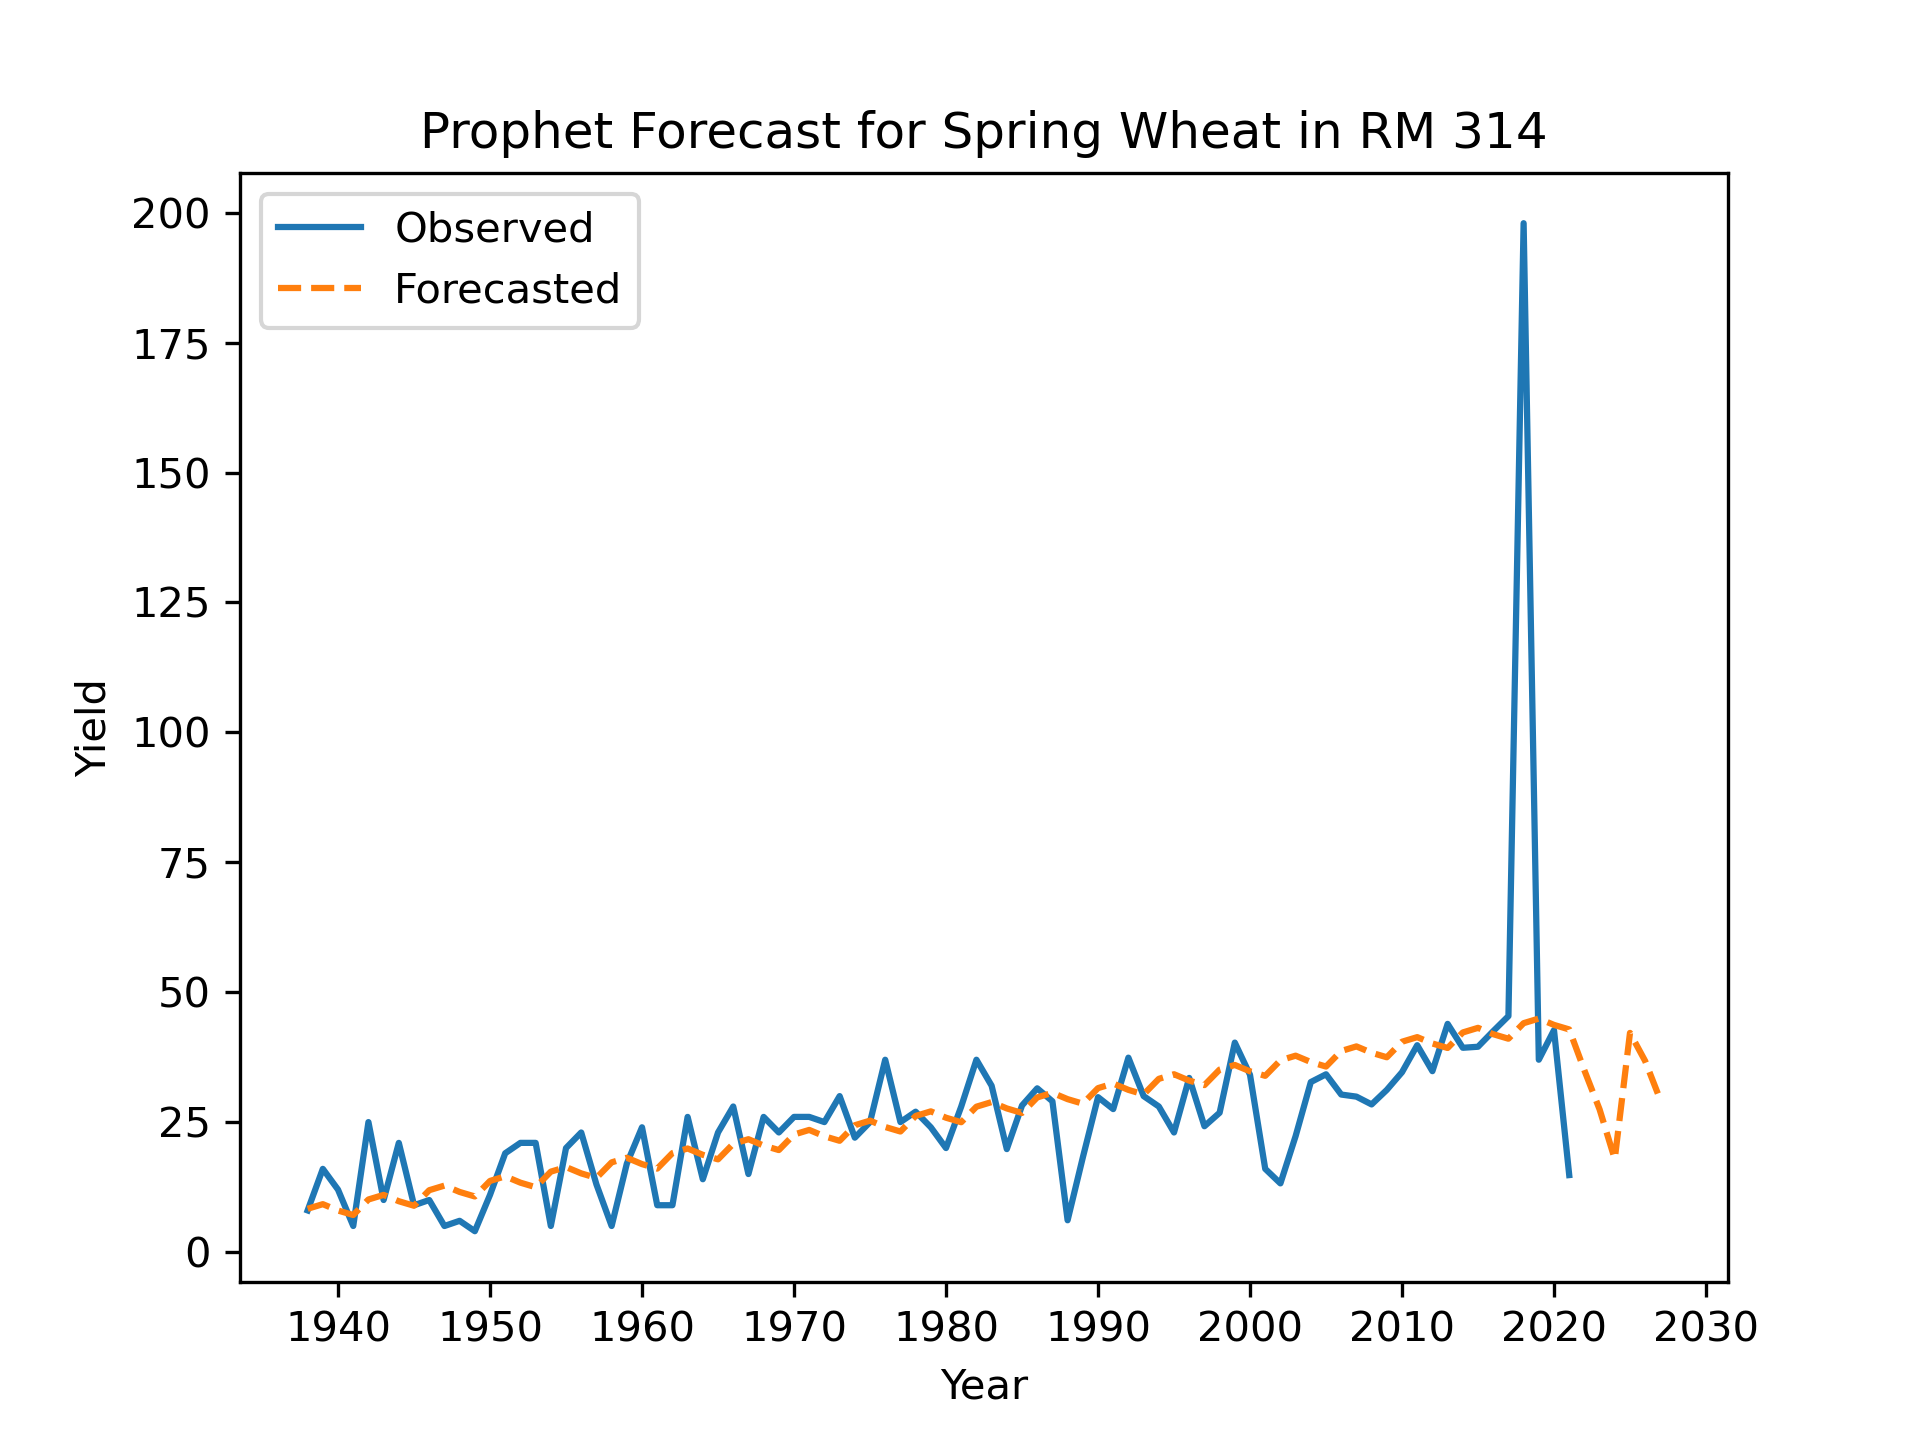 Prophet Forecast for Spring Wheat in RM 314
Observed
Forecasted
200
175
150
125
100
75
50
25
0
Yield
1940 1950 1960 1970 1980 1990 2000 2010 2020 2030
Year